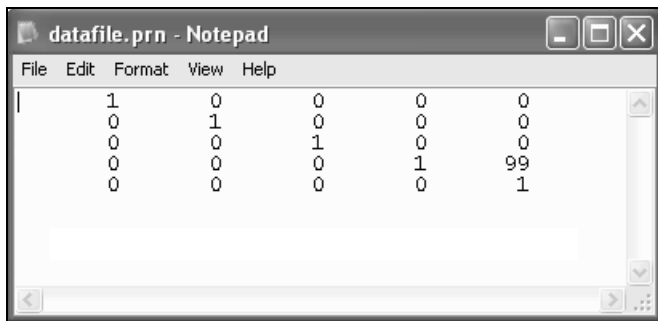 datafile.prn - Notepad
File Edit Format View Help
1 0 0 0 0
0 1 0 0 0
0 0 1 0 0
0 0 0 1 99
0 0 0 0 1